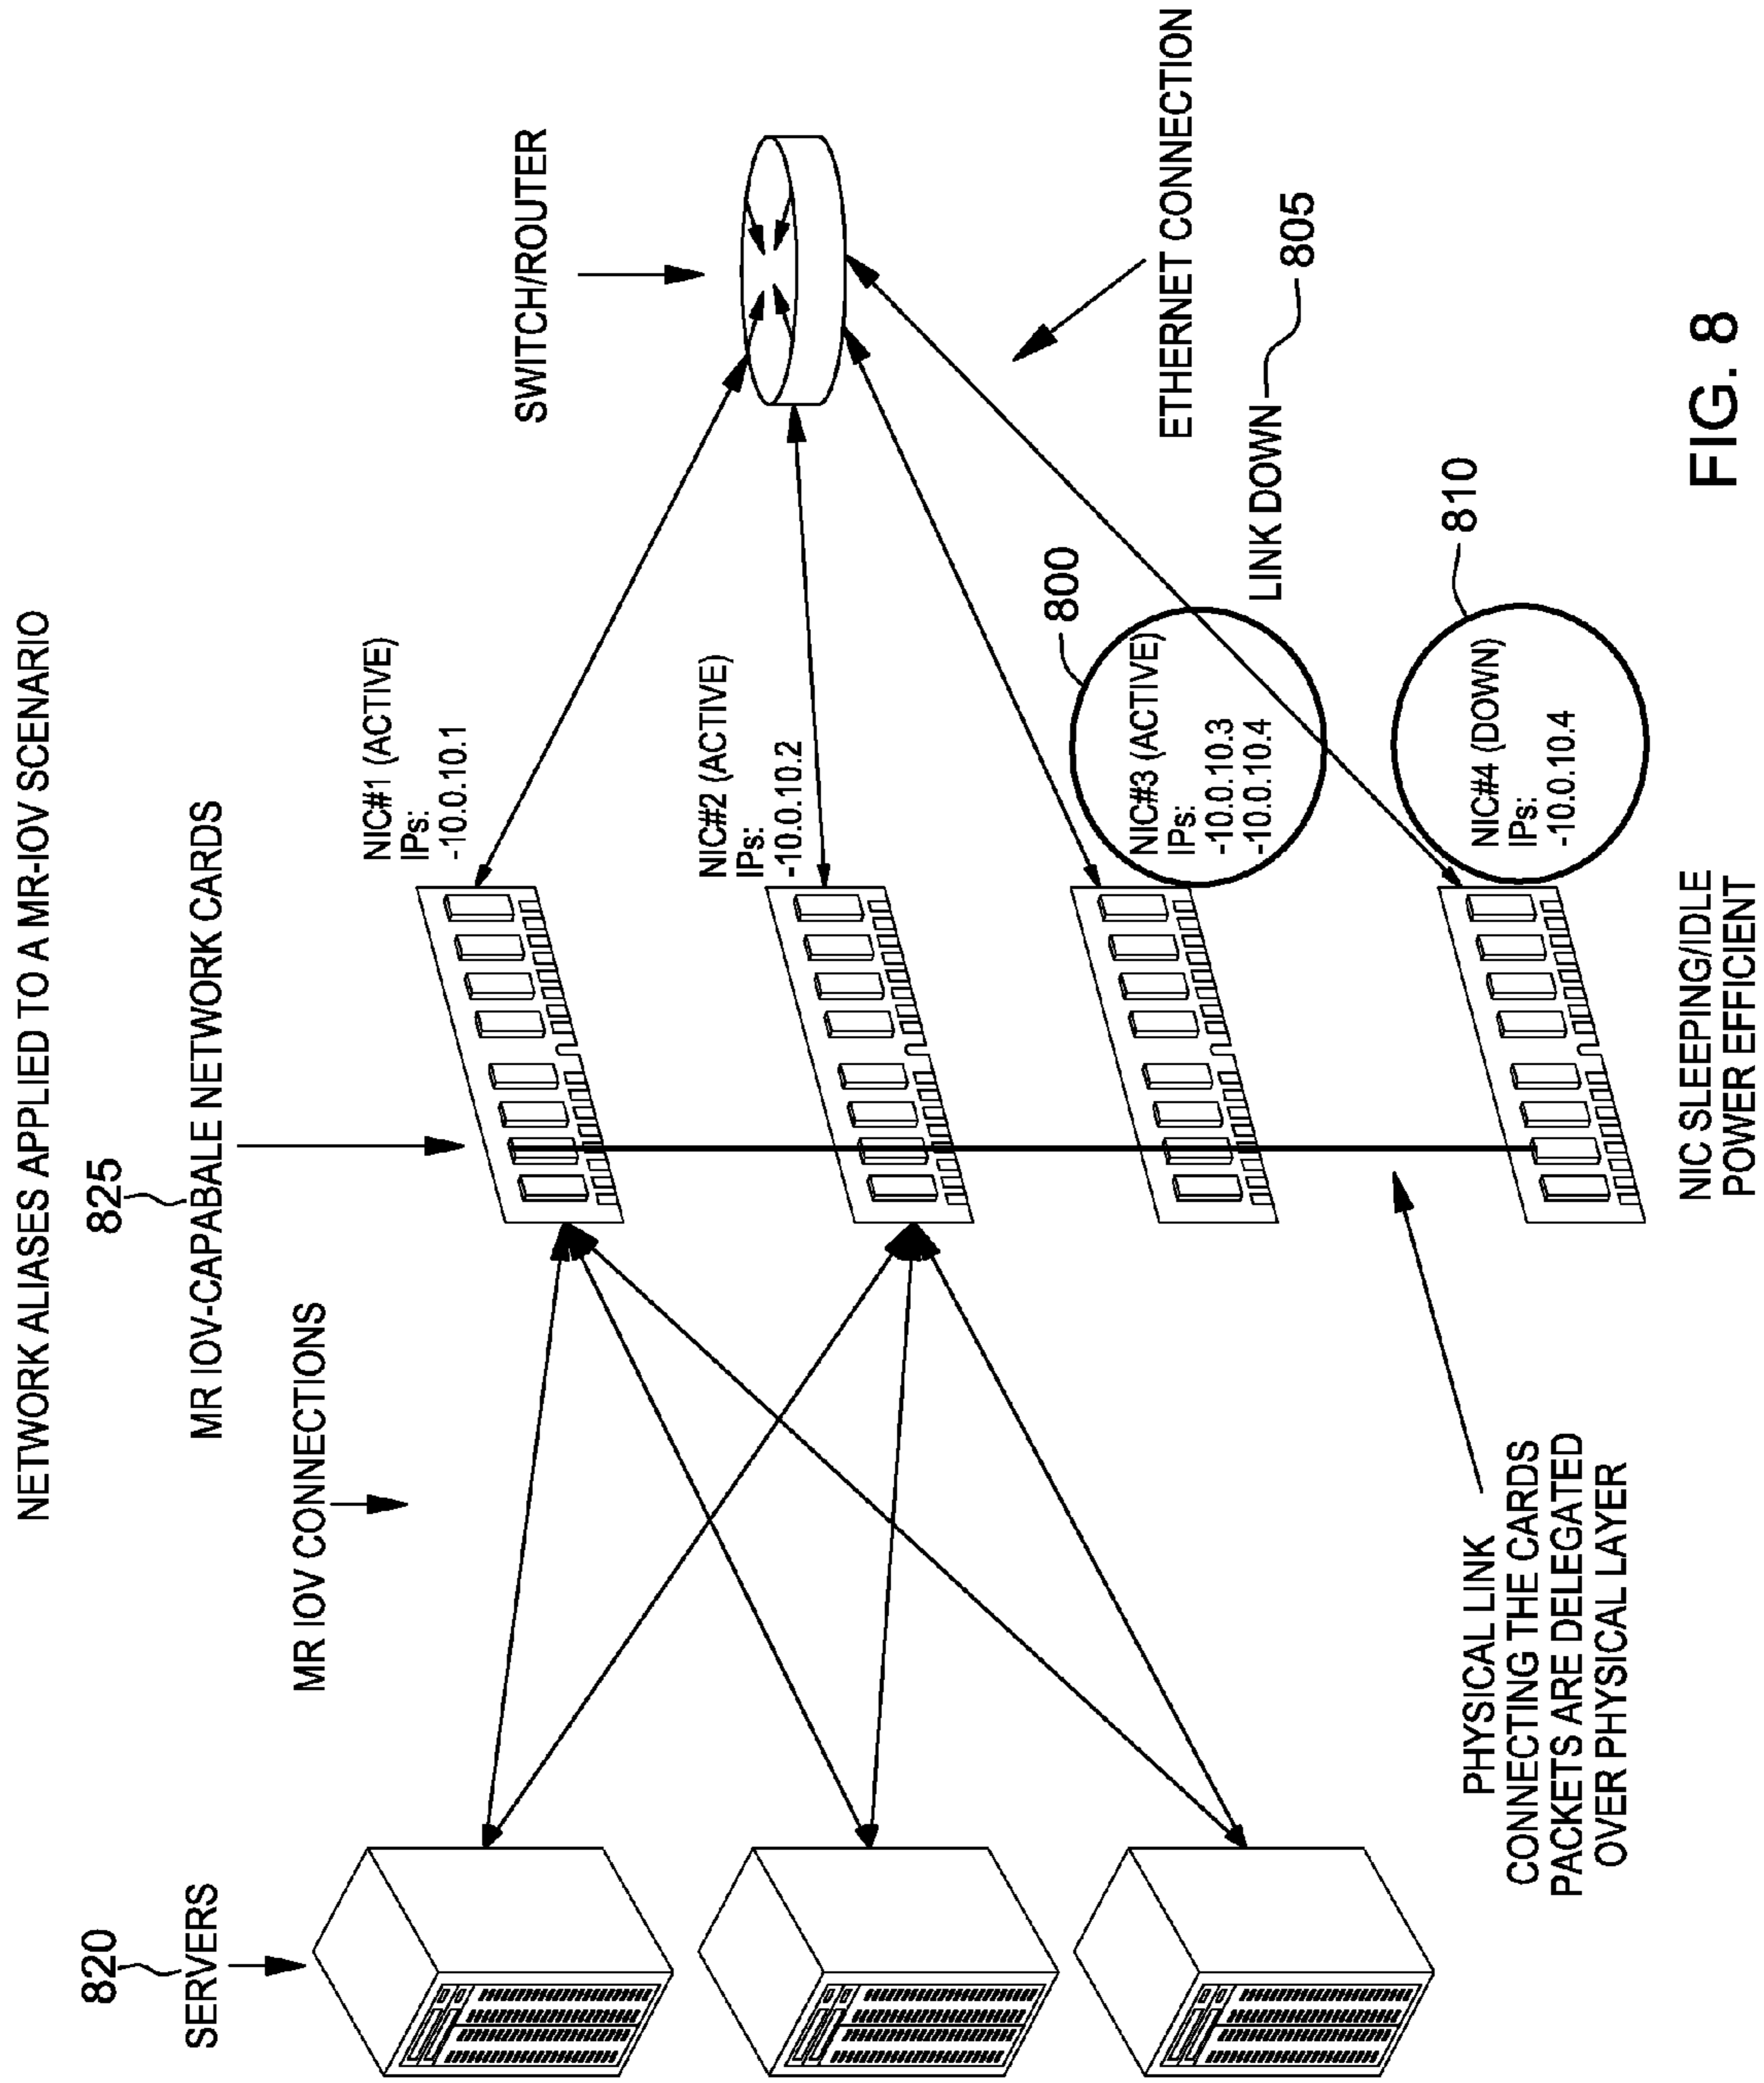 NETWORK ALIASES APPLIED TO A MR-IOV SCENARIO
820
SERVERS
825
MR IOV-CAPABALE NETWORK CARDS
MR IOV CONNECTIONS
SWITCH/ROUTER
NIC#1 (ACTIVE)
IPs:
-10.0.10.1
NIC#2 (ACTIVE)
IPs:
-10.0.10.2
800
NIC#3 (ACTIVE)
IPs:
-10.0.10.3
-10.0.10.4
ETHERNET CONNECTION
LINK DOWN
805
810
NIC#4 (DOWN)
IPs:
-10.0.10.4
PHYSICAL LINK
CONNECTING THE CARDS
PACKETS ARE DELEGATED
OVER PHYSICAL LAYER
NIC SLEEPING/IDLE
POWER EFFICIENT
FIG. 8